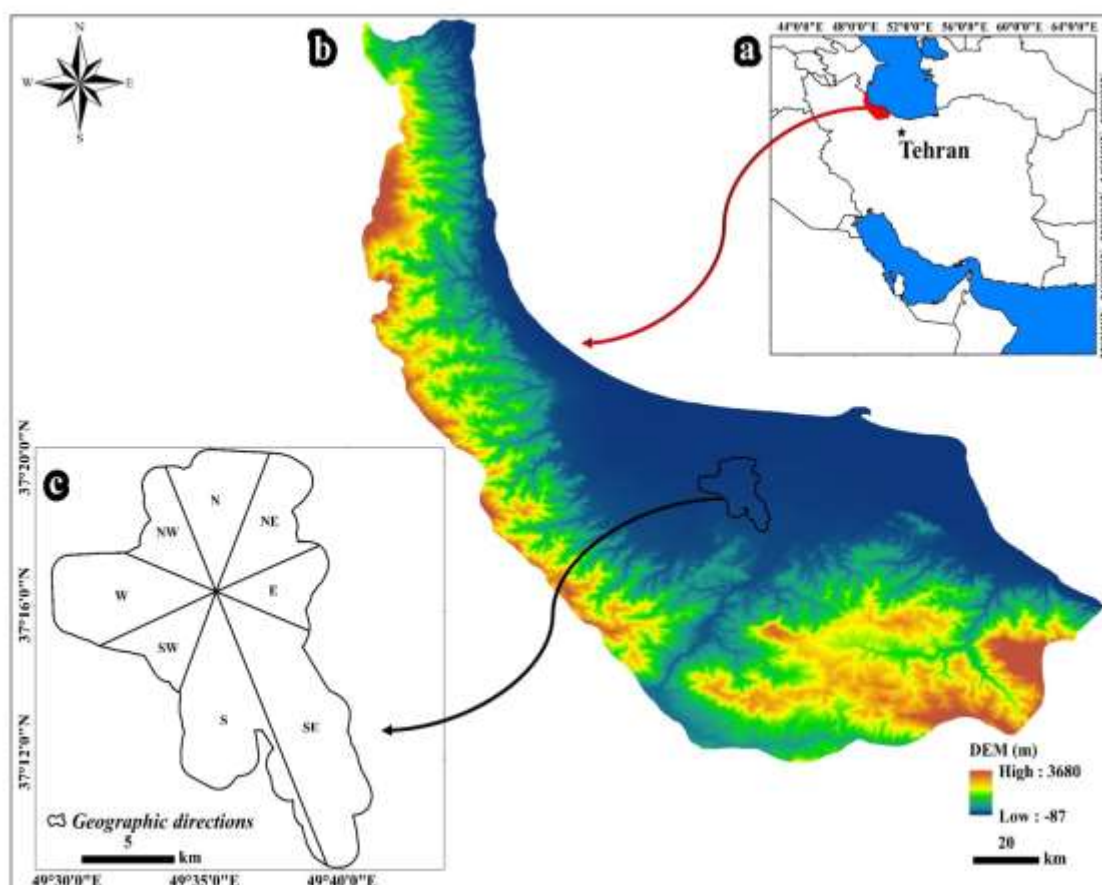 N
W E
S
b
a
44°0'0"E 48°0'0"E 52°0'0"E 56°0'0"E 60°0'0"E 64°0'0"E
Tehran
c
37°20'0"N
37°16'0"N
37°12'0"N
N
NW
NE
W
E
SW
S
SE
Geographic directions
5
km
49°30'0"E 49°35'0"E 49°40'0"E
DEM (m)
High : 3680
Low : -87
20
km